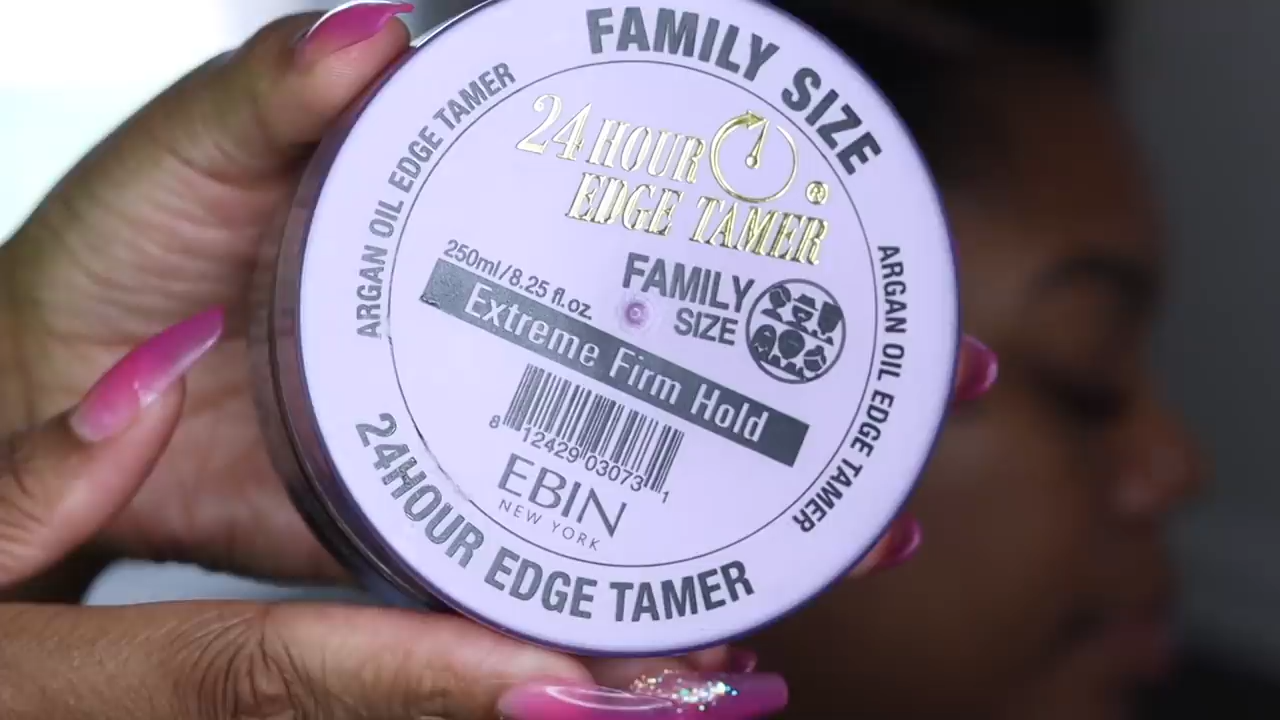 FAMILY SIZE
ARGAN OIL EDGE TAMER
24 HOUR
EDGE TAMER®
250ml/8.25 fl.oz.
FAMILY
SIZE
Extreme Firm Hold
8 12429 03073 1
EBIN
NEW YORK
ARGAN OIL EDGE TAMER
24HOUR EDGE TAMER